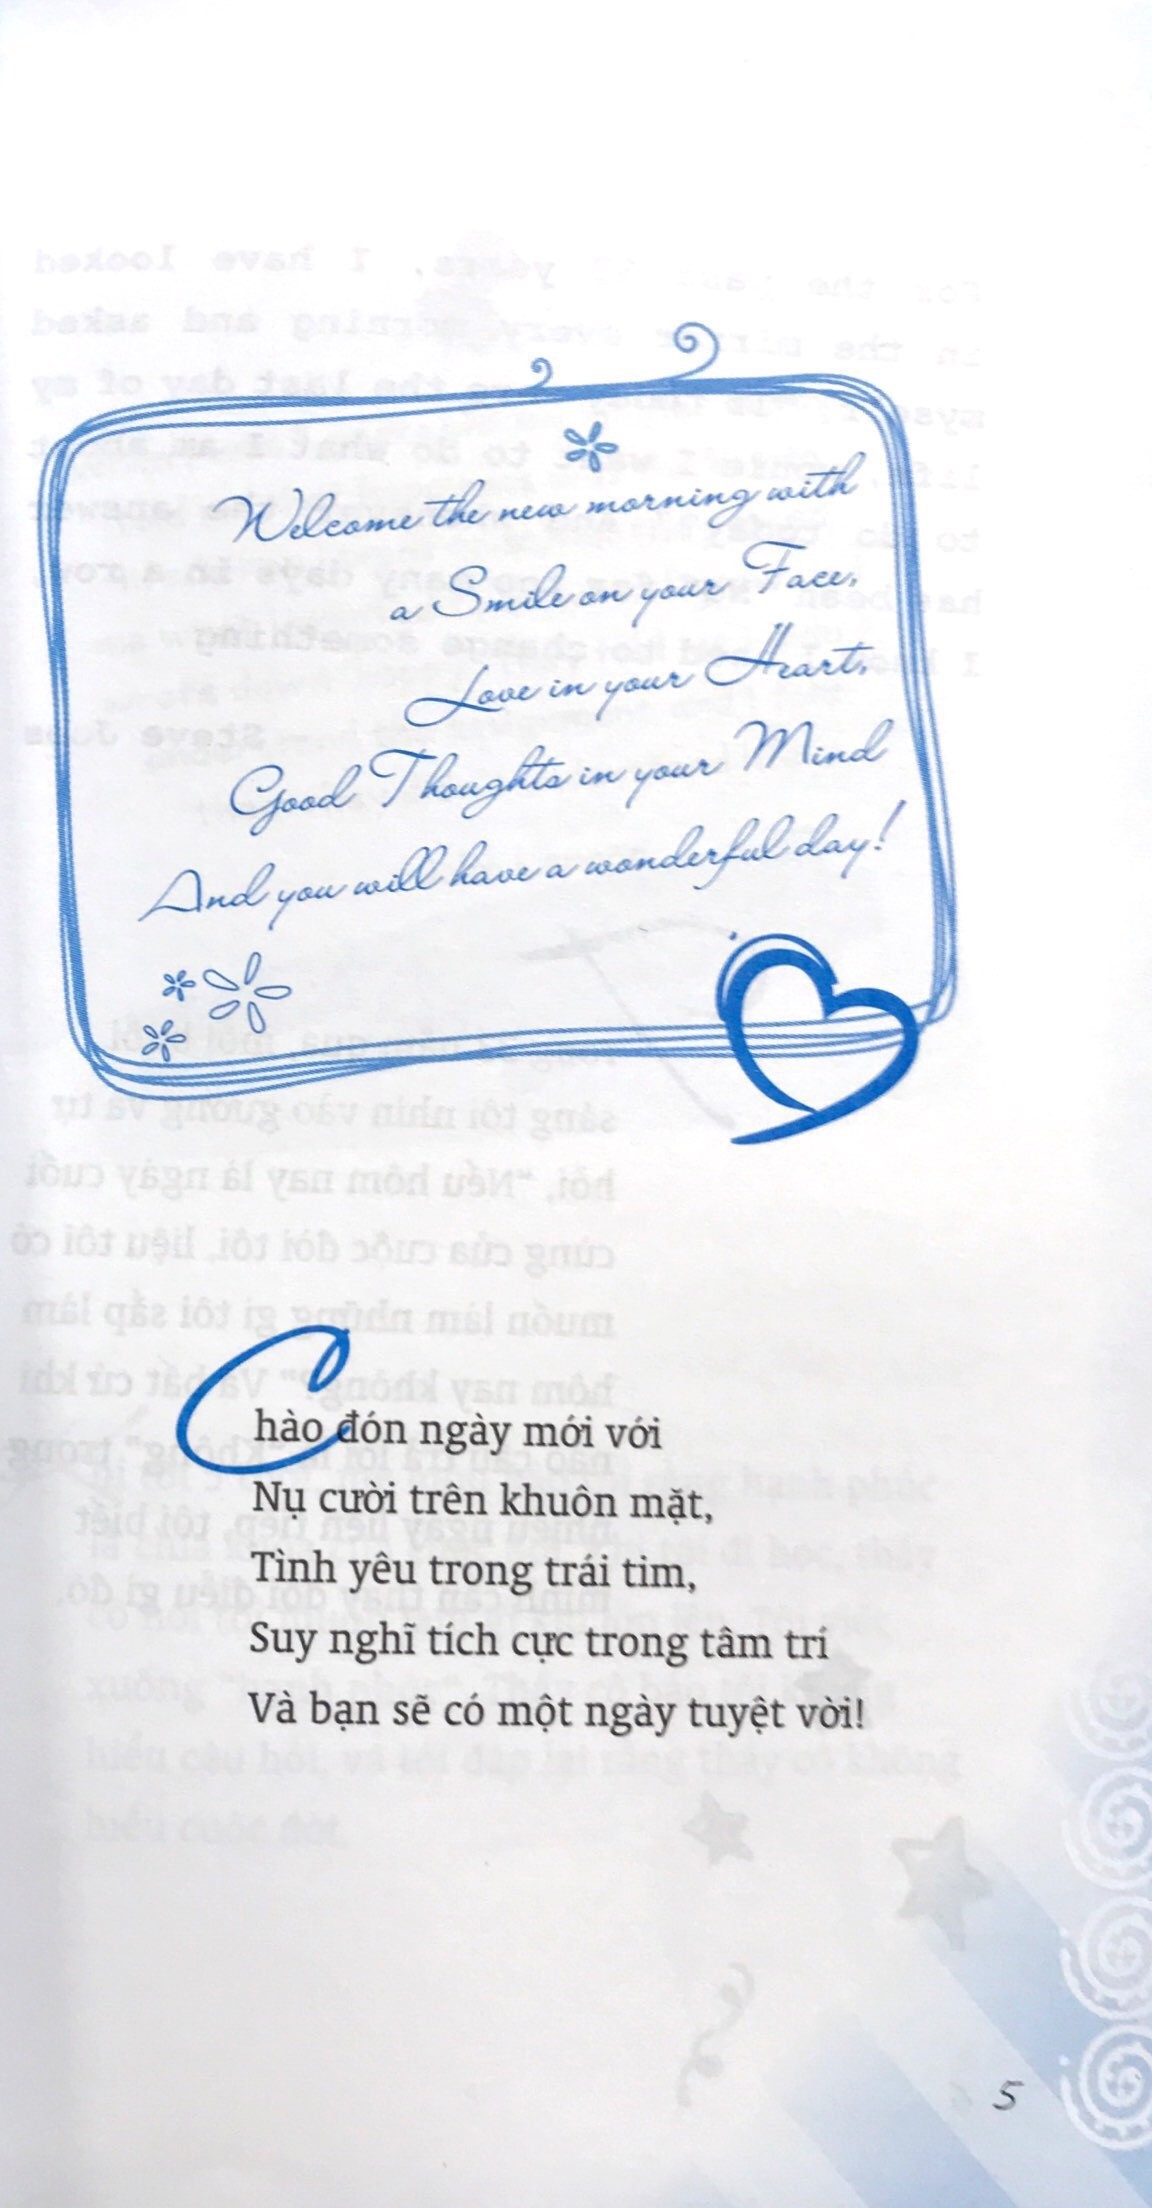 Welcome the new morning with
a Smile on your Face,
Love in your Heart,
Good Thoughts in your Mind
And you will have a wonderful day!
Chào đón ngày mới với
Nụ cười trên khuôn mặt,
Tình yêu trong trái tim,
Suy nghĩ tích cực trong tâm trí
Và bạn sẽ có một ngày tuyệt vời!
5